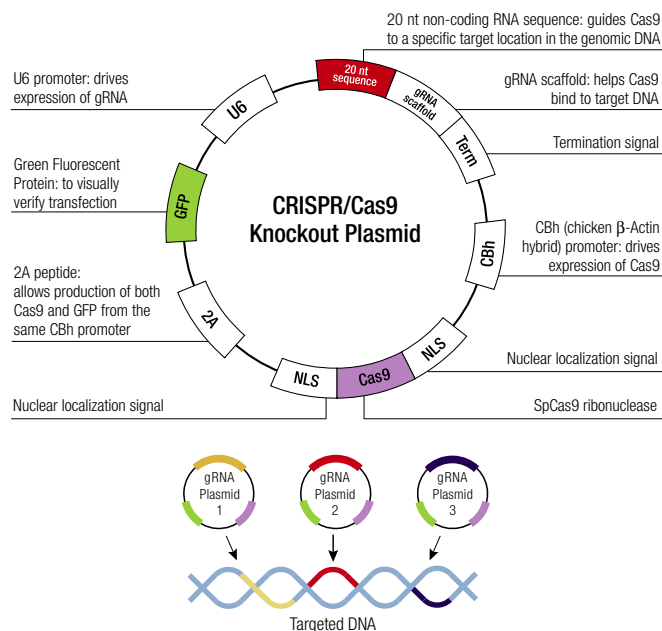 20 nt non-coding RNA sequence: guides Cas9
to a specific target location in the genomic DNA
U6 promoter: drives
expression of gRNA
20 nt
sequence
gRNA
scaffold
gRNA scaffold: helps Cas9
bind to target DNA
U6
Term
Termination signal
Green Fluorescent
Protein: to visually
verify transfection
GFP
CRISPR/Cas9
Knockout Plasmid
CBh
CBh (chicken β-Actin
hybrid) promoter: drives
expression of Cas9
2A peptide:
allows production of both
Cas9 and GFP from the
same CBh promoter
2A
NLS
Cas9
NLS
Nuclear localization signal
Nuclear localization signal
SpCas9 ribonuclease
gRNA
Plasmid
1
gRNA
Plasmid
2
gRNA
Plasmid
3
Targeted DNA